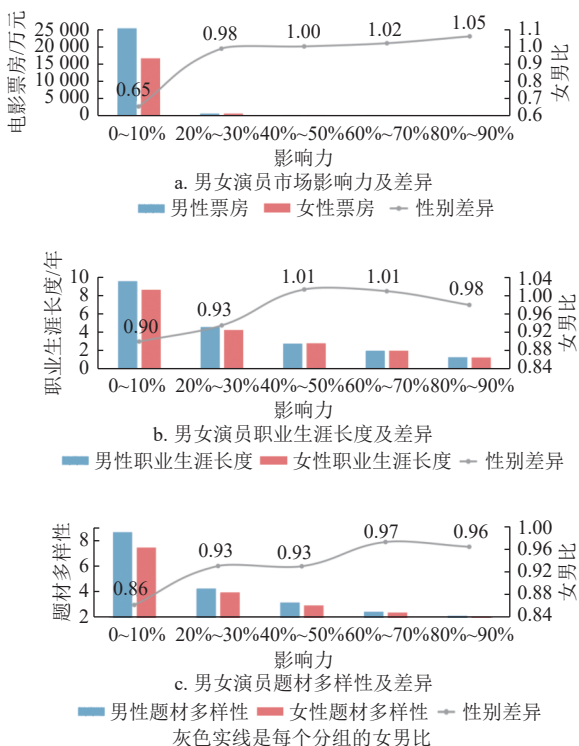 电影票房/万元
25 000
20 000
15 000
10 000
5 000
0
0.65
0.98
1.00
1.02
1.05
1.1
1.0
0.9
0.8
0.7
0.6
女男比
0~10% 20%~30% 40%~50% 60%~70% 80%~90%
影响力
a. 男女演员市场影响力及差异
男性票房 女性票房 性别差异
职业生涯长度/年
10
8
6
4
2
0
0.90
0.93
1.01
1.01
0.98
1.04
1.00
0.96
0.92
0.88
0.84
女男比
0~10% 20%~30% 40%~50% 60%~70% 80%~90%
影响力
b. 男女演员职业生涯长度及差异
男性职业生涯长度 女性职业生涯长度 性别差异
题材多样性
8
6
4
2
0.86
0.93
0.93
0.97
0.96
1.00
0.96
0.92
0.88
0.84
女男比
0~10% 20%~30% 40%~50% 60%~70% 80%~90%
影响力
c. 男女演员题材多样性及差异
男性题材多样性 女性题材多样性 性别差异
灰色实线是每个分组的女男比